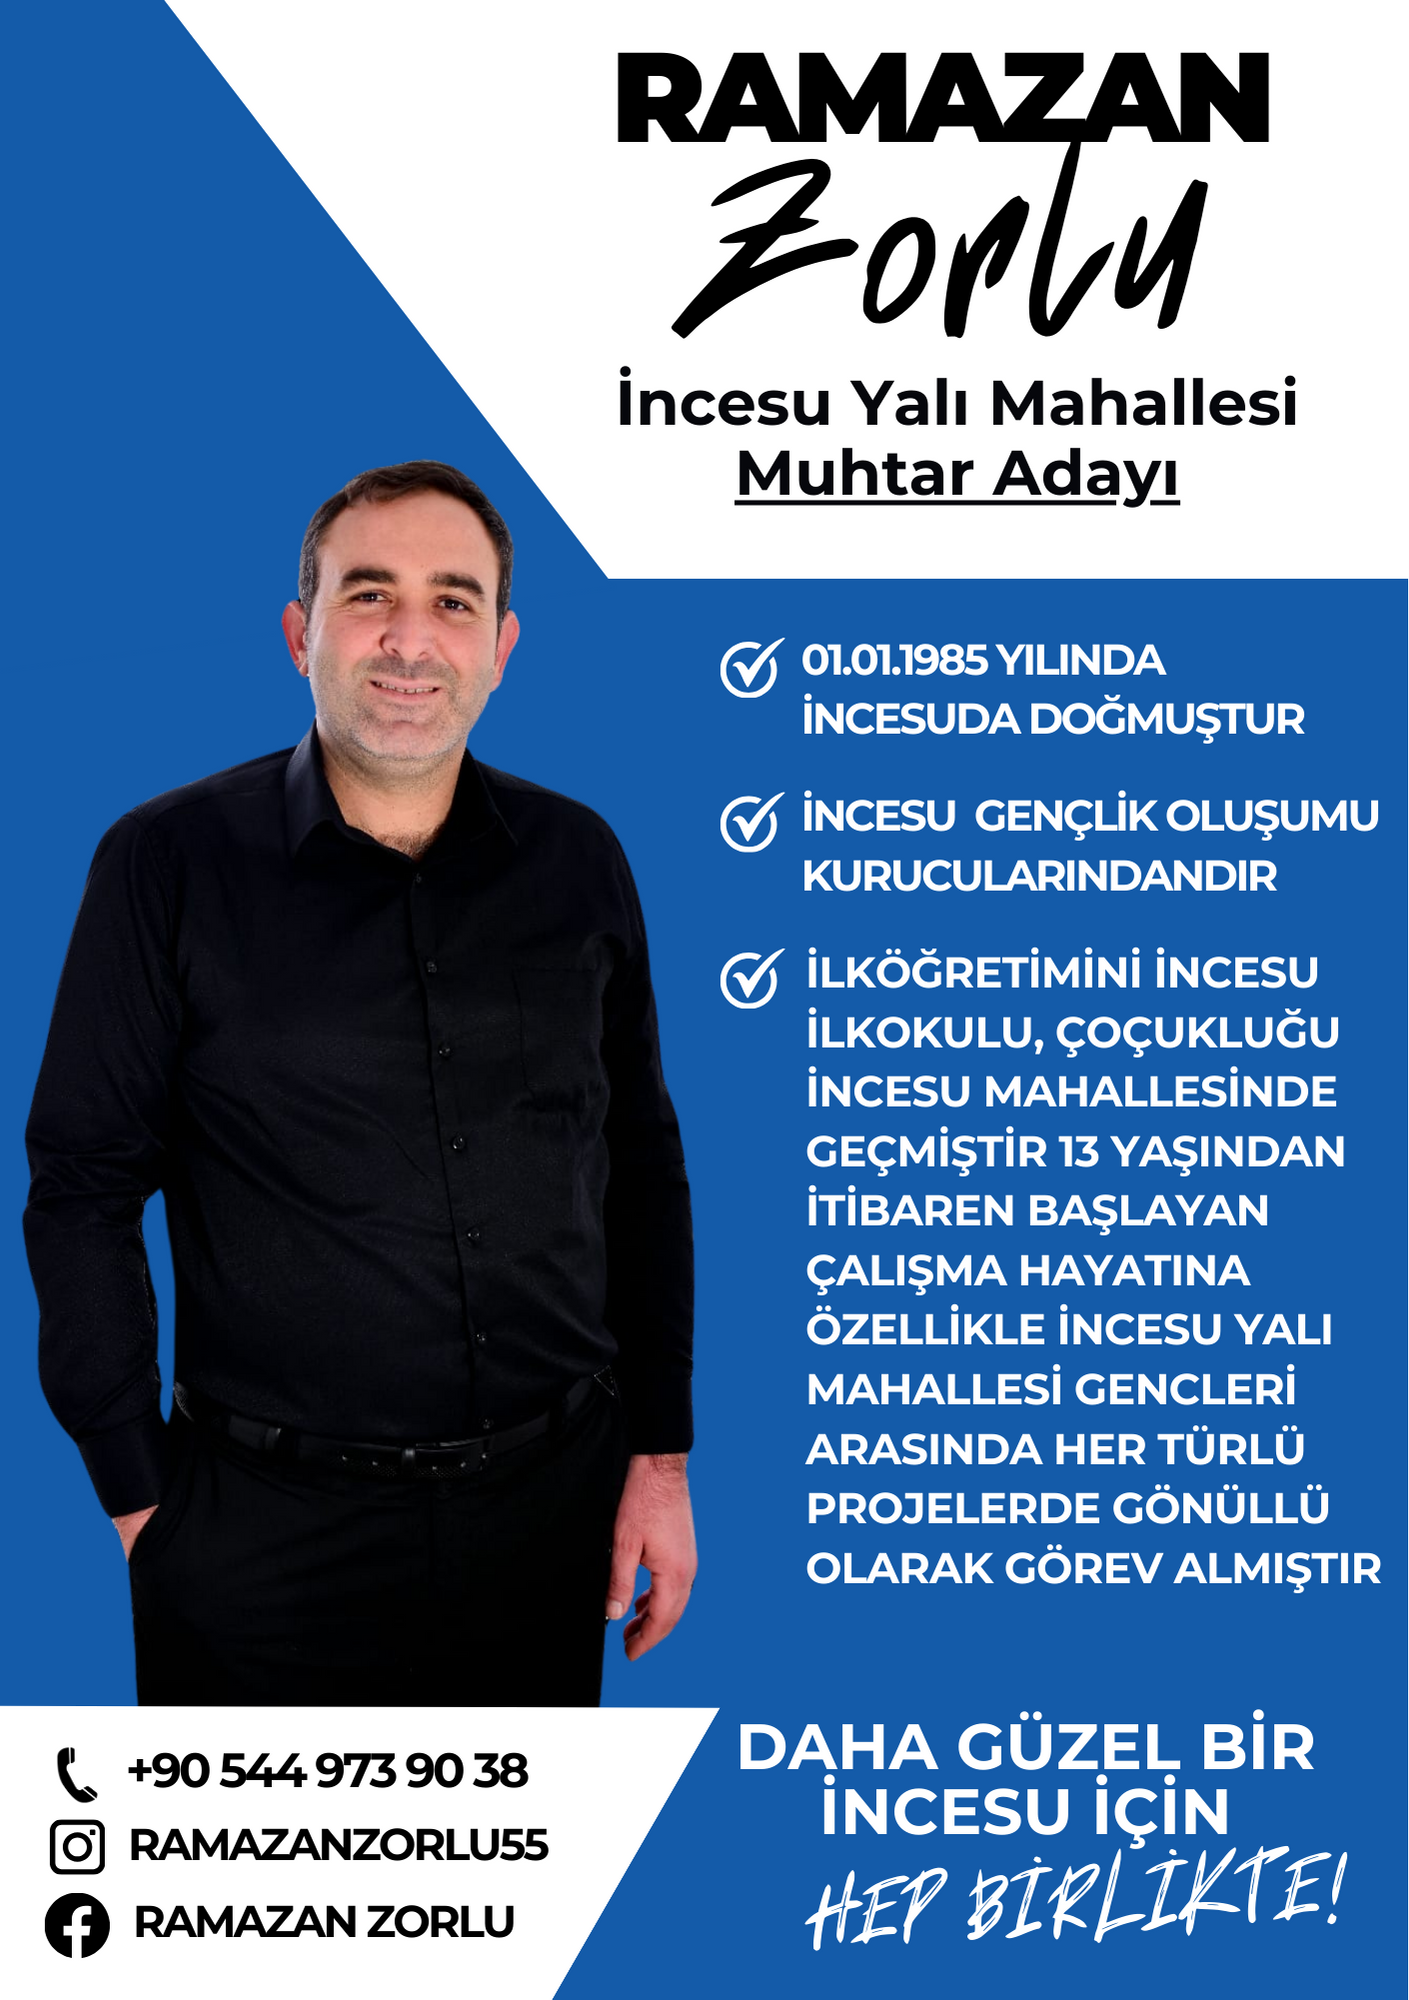 RAMAZAN
Zorlu
İncesu Yalı Mahallesi
Muhtar Adayı
01.01.1985 YILINDA
İNCESUDA DOĞMUŞTUR
İNCESU GENÇLİK OLUŞUMU
KURUCULARINDANDIR
İLKÖĞRETİMİNİ İNCESU
İLKOKULU, ÇOÇUKLUĞU
İNCESU MAHALLESİNDE
GEÇMİŞTİR 13 YAŞINDAN
İTİBAREN BAŞLAYAN
ÇALIŞMA HAYATINA
ÖZELLİKLE İNCESU YALI
MAHALLESİ GENCLERİ
ARASINDA HER TÜRLÜ
PROJELERDE GÖNÜLLÜ
OLARAK GÖREV ALMIŞTIR
+90 544 973 90 38
RAMAZANZORLU55
RAMAZAN ZORLU
DAHA GÜZEL BİR
İNCESU İÇİN
HEP BİRLİKTE!